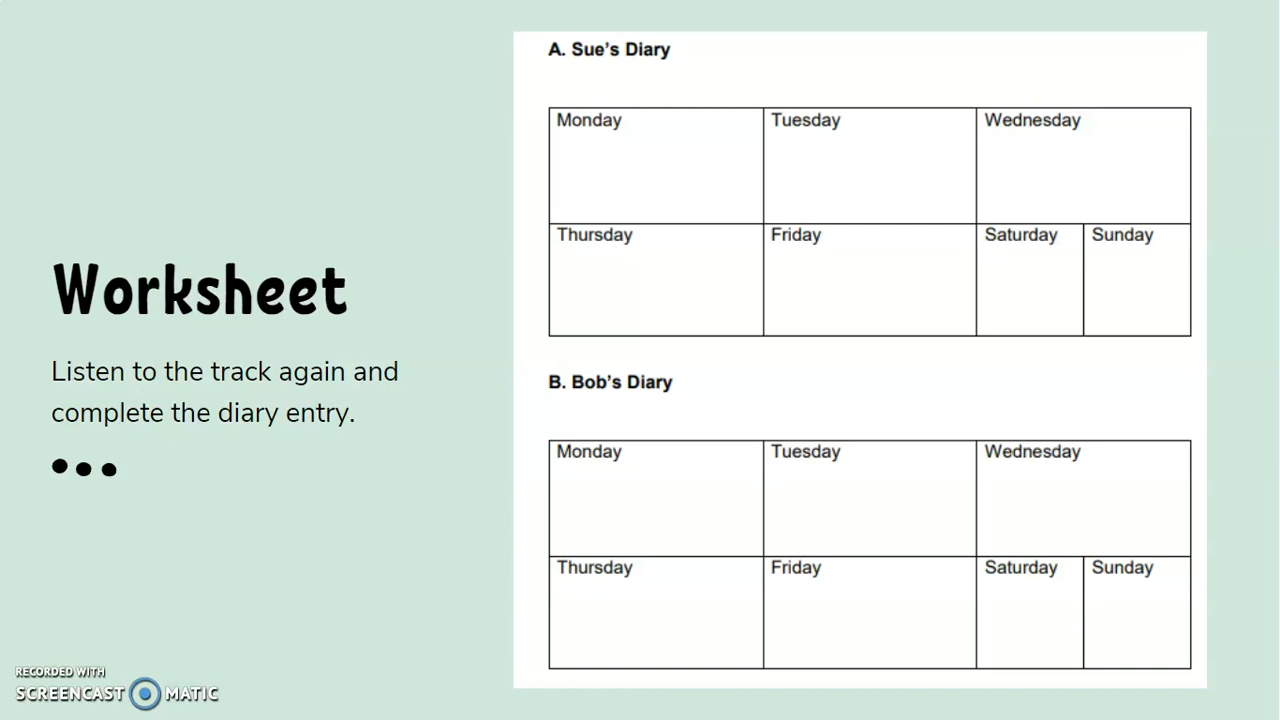 Worksheet
Listen to the track again and
complete the diary entry.
A. Sue's Diary
Monday Tuesday Wednesday
Thursday Friday Saturday Sunday
B. Bob's Diary
Monday Tuesday Wednesday
Thursday Friday Saturday Sunday
RECORDED WITH
SCREENCAST MATIC